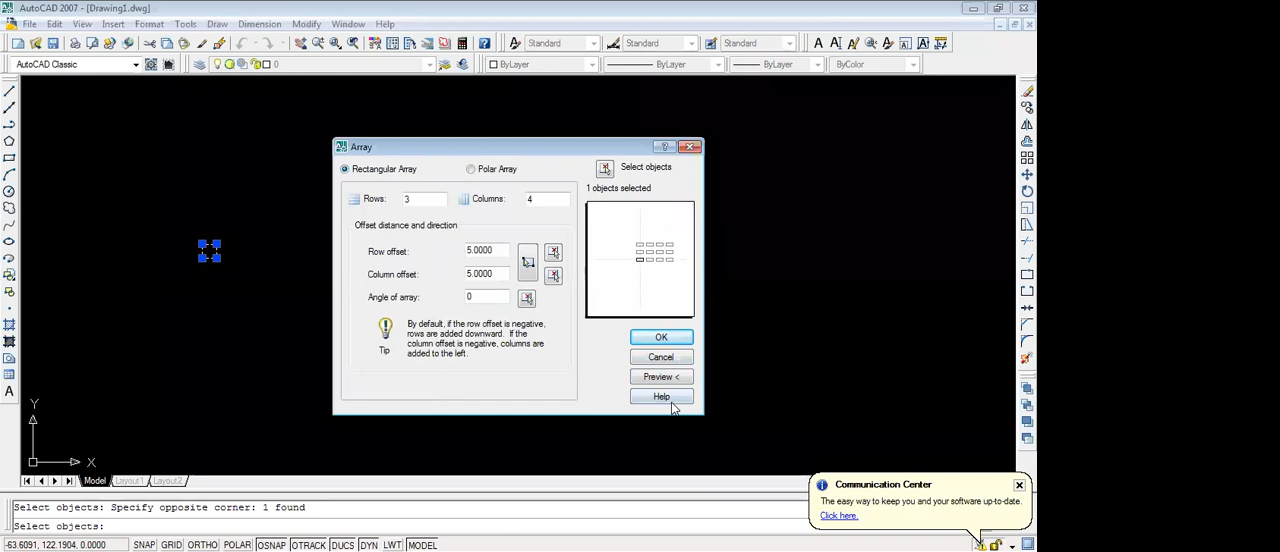 AutoCAD 2007 - [Drawing1.dwg]
File Edit View Insert Format Tools Draw Dimension Modify Window Help
Standard Standard Standard
AutoCAD Classic 0 ByLayer ByLayer ByLayer ByColor
Array
Rectangular Array Polar Array Select objects
1 objects selected
Rows: 3 Columns: 4
Offset distance and direction
Row offset: 5.0000
Column offset: 5.0000
Angle of array: 0
By default, if the row offset is negative,
rows are added downward. If the
column offset is negative, columns are
added to the left.
Tip
OK
Cancel
Preview <
Help
Y
X
Model Layout1 Layout2
Communication Center
The easy way to keep you and your software up-to-date.
Click here.
Select objects: Specify opposite corner: 1 found
Select objects:
-63.6091, 122.1904, 0.0000 SNAP GRID ORTHO POLAR OSNAP OTRACK DUCS DYN LWT MODEL